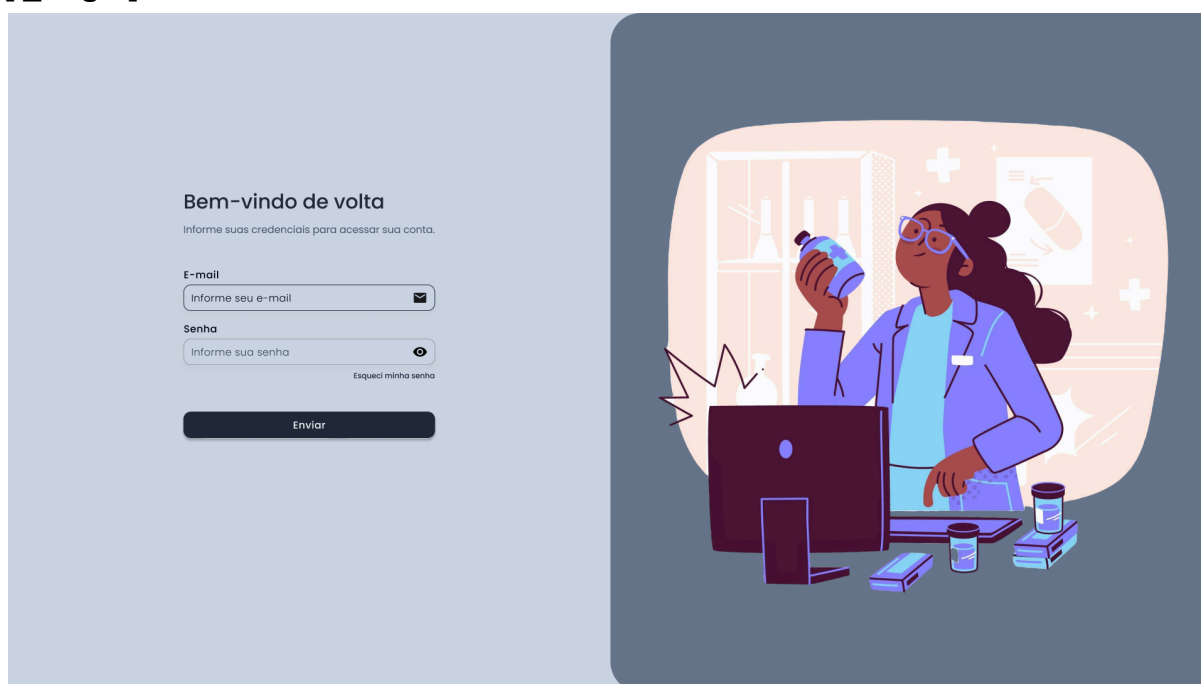 Bem-vindo de volta
Informe suas credenciais para acessar sua conta.
E-mail
Informe seu e-mail
Senha
Informe sua senha
Esqueci minha senha
Enviar